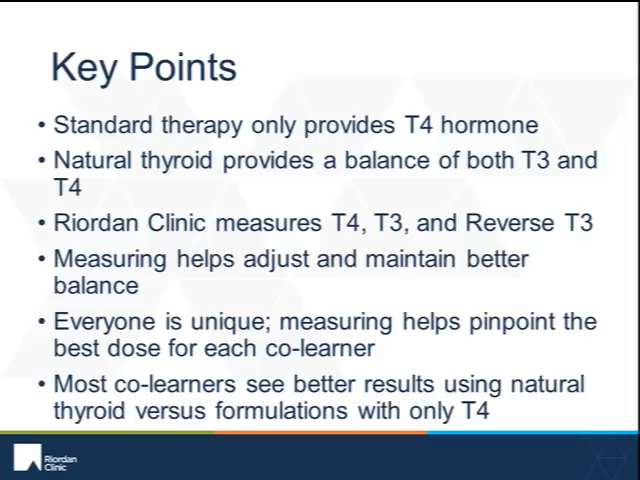 Key Points
• Standard therapy only provides T4 hormone
• Natural thyroid provides a balance of both T3 and
T4
• Riordan Clinic measures T4, T3, and Reverse T3
• Measuring helps adjust and maintain better
balance
• Everyone is unique; measuring helps pinpoint the
best dose for each co-learner
• Most co-learners see better results using natural
thyroid versus formulations with only T4
Riordan
Clinic